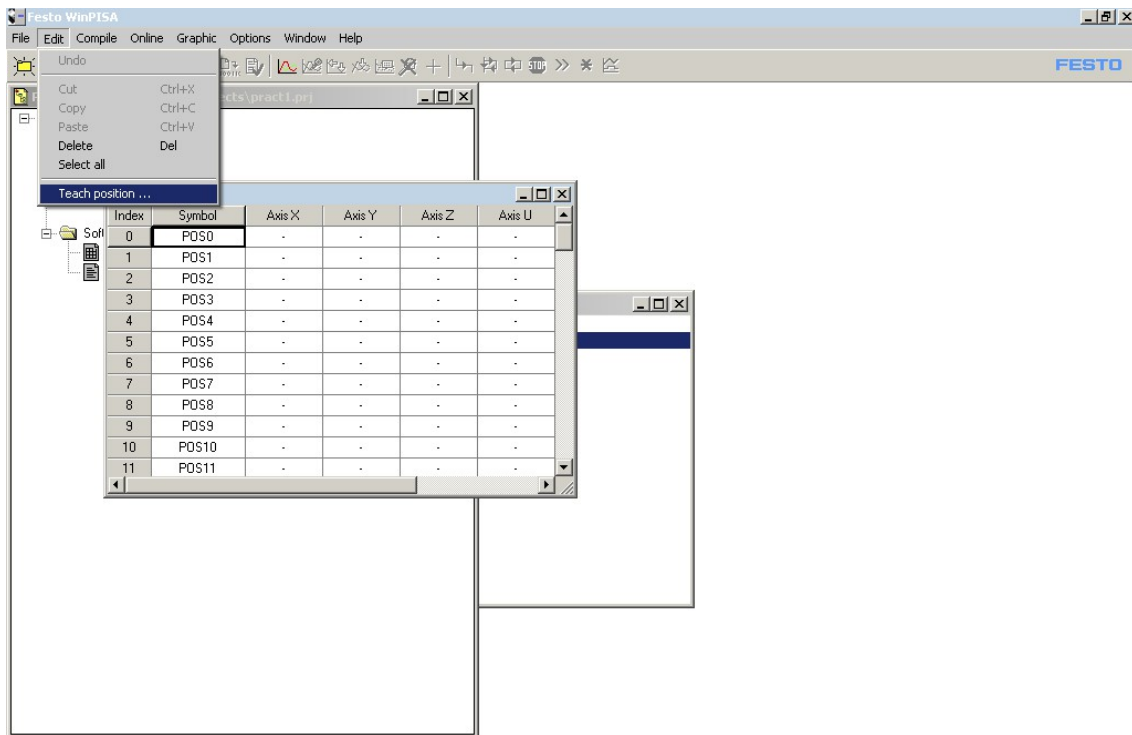 Festo WinPISA
File Edit Compile Online Graphic Options Window Help
Undo
Cut Ctrl+X
Copy Ctrl+C
Paste Ctrl+V
Delete Del
Select all
Teach position ...
STOP
FESTO
cts\pract1.prj
Soft
Index Symbol Axis X Axis Y Axis Z Axis U
0 POS0 - - - -
1 POS1 - - - -
2 POS2 - - - -
3 POS3 - - - -
4 POS4 - - - -
5 POS5 - - - -
6 POS6 - - - -
7 POS7 - - - -
8 POS8 - - - -
9 POS9 - - - -
10 POS10 - - - -
11 POS11 - - - -